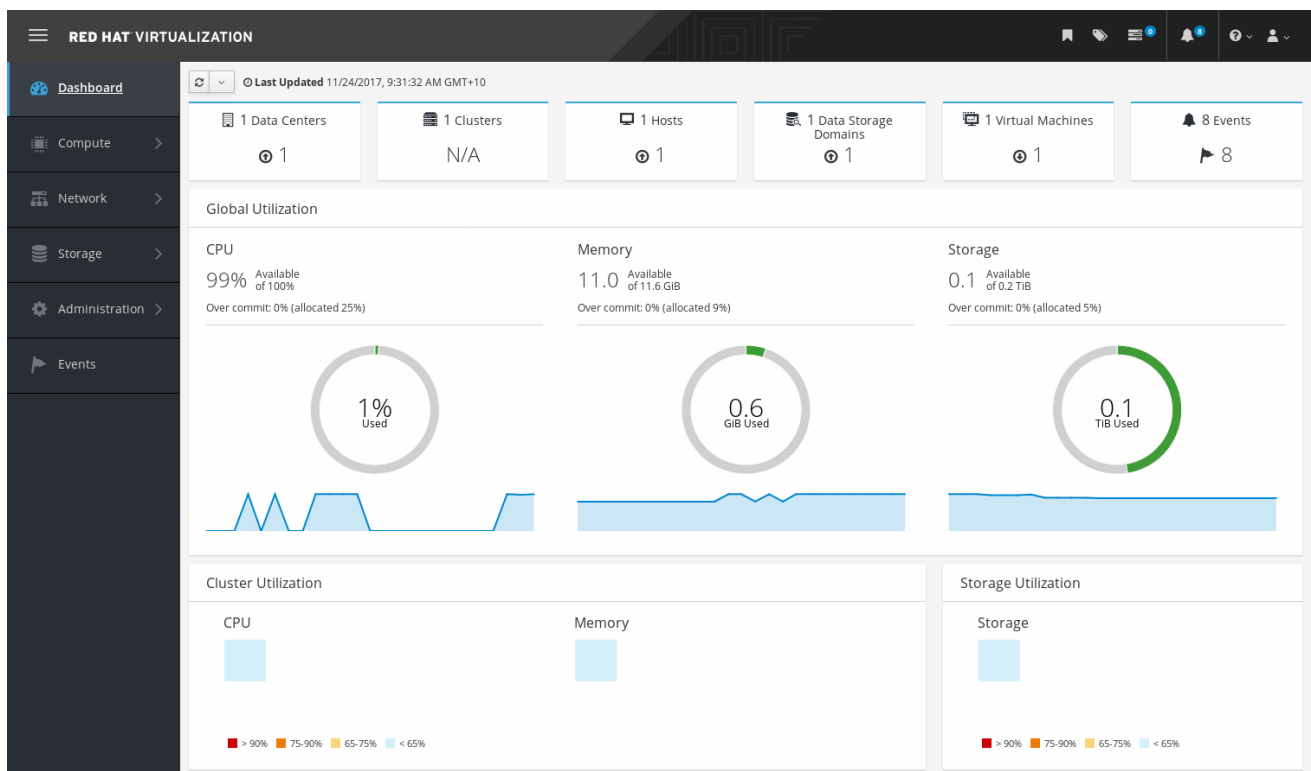 RED HAT VIRTUALIZATION
0
8
Dashboard
Compute
Network
Storage
Administration
Events
Last Updated 11/24/2017, 9:31:32 AM GMT+10
1 Data Centers
1
1 Clusters
N/A
1 Hosts
1
1 Data Storage
Domains
1
1 Virtual Machines
1
8 Events
8
Global Utilization
CPU
99% Available
of 100%
Over commit: 0% (allocated 25%)
1%
Used
Memory
11.0 Available
of 11.6 GiB
Over commit: 0% (allocated 9%)
0.6
GiB Used
Storage
0.1 Available
of 0.2 TiB
Over commit: 0% (allocated 5%)
0.1
TiB Used
Cluster Utilization
CPU
Memory
> 90% 75-90% 65-75% < 65%
Storage Utilization
Storage
> 90% 75-90% 65-75% < 65%